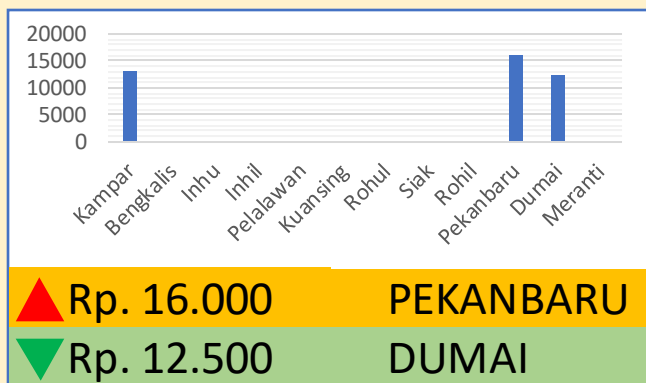 20000
15000
10000
5000
0
Kampar
Bengkalis
Inhu
Inhil
Pelalawan
Kuansing
Rohul
Siak
Rohil
Pekanbaru
Dumai
Meranti
Rp. 16.000 PEKANBARU
Rp. 12.500 DUMAI